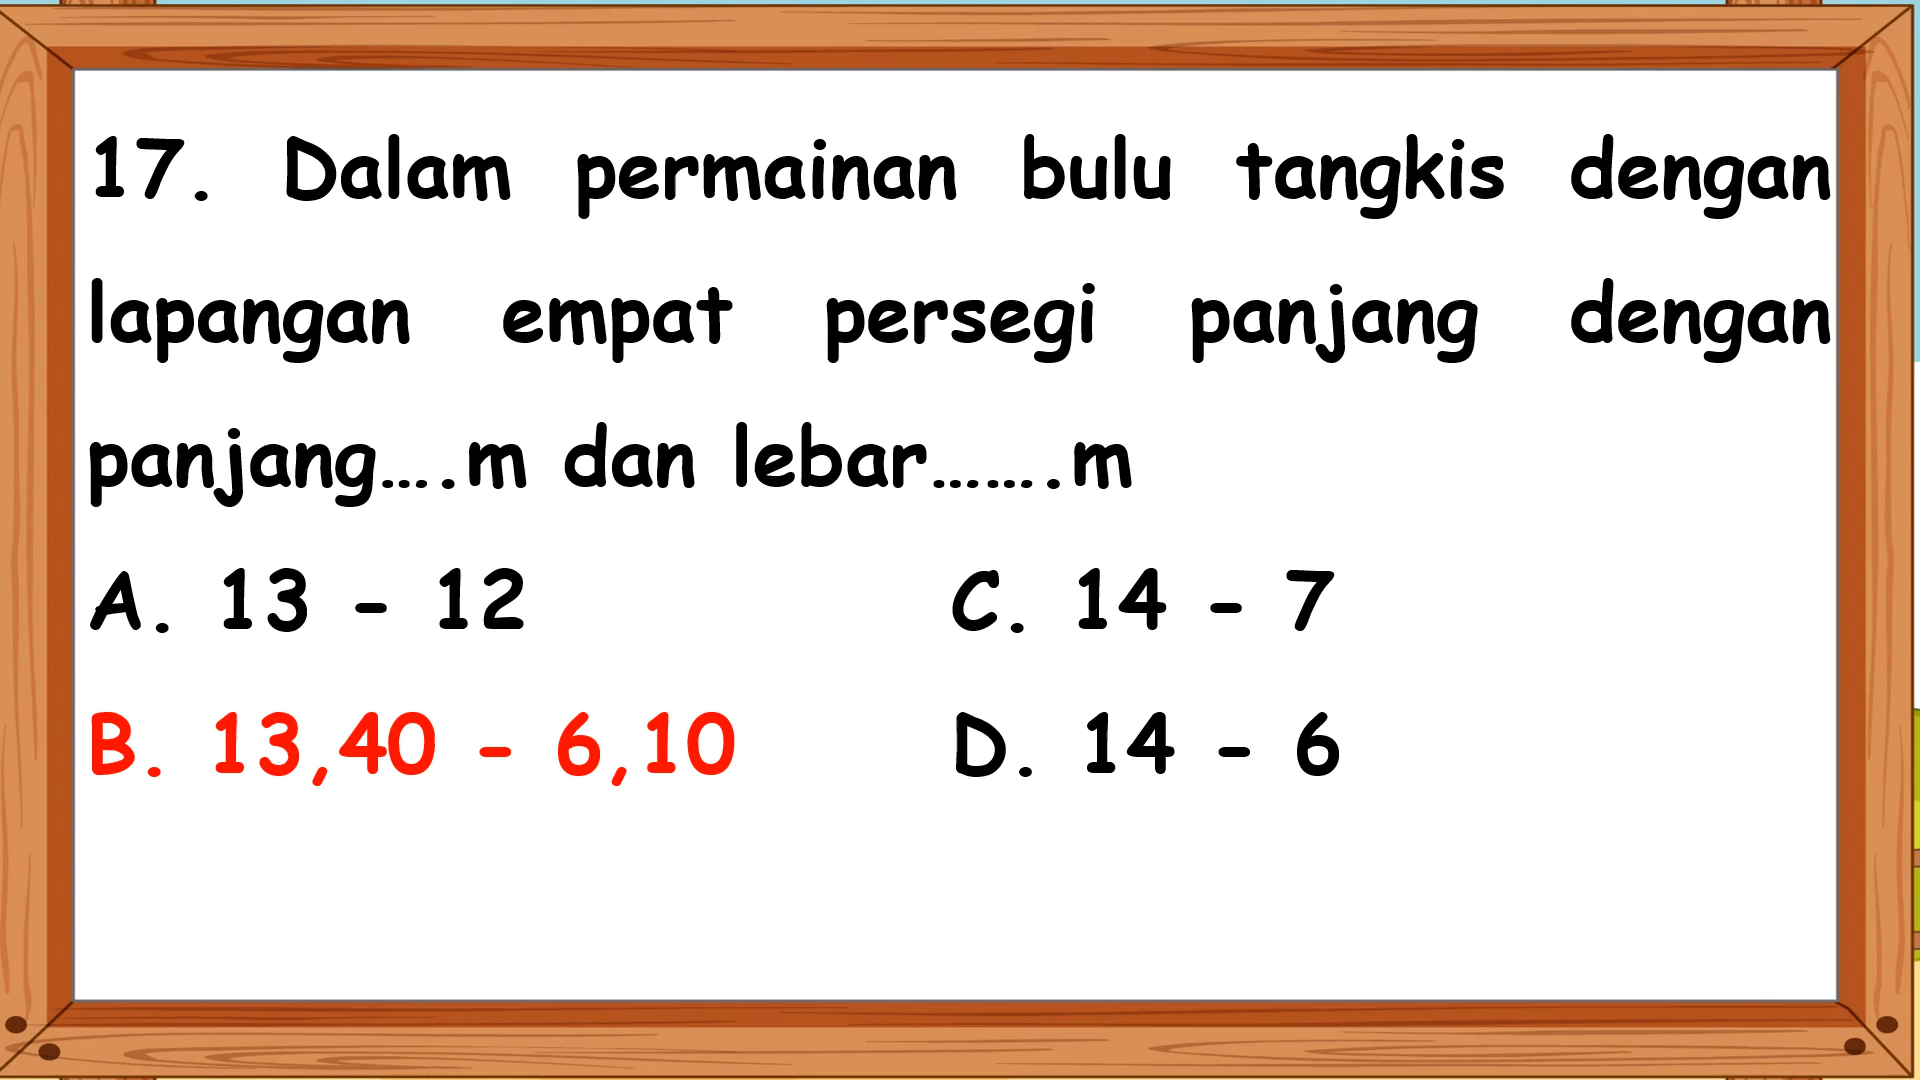 17. Dalam permainan bulu tangkis dengan
lapangan empat persegi panjang dengan
panjang….m dan lebar…….m
A. 13 - 12 C. 14 - 7
B. 13,40 - 6,10 D. 14 - 6